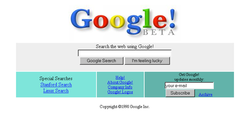 Google!
BETA
Search the web using Google!
Google Search
I'm feeling lucky
Special Searches
Stanford Search
Linux Search
Help!
About Google!
Company Info
Google! Logos
Get Google!
updates monthly:
your e-mail
Subscribe
Archive
Copyright ©1998 Google Inc.